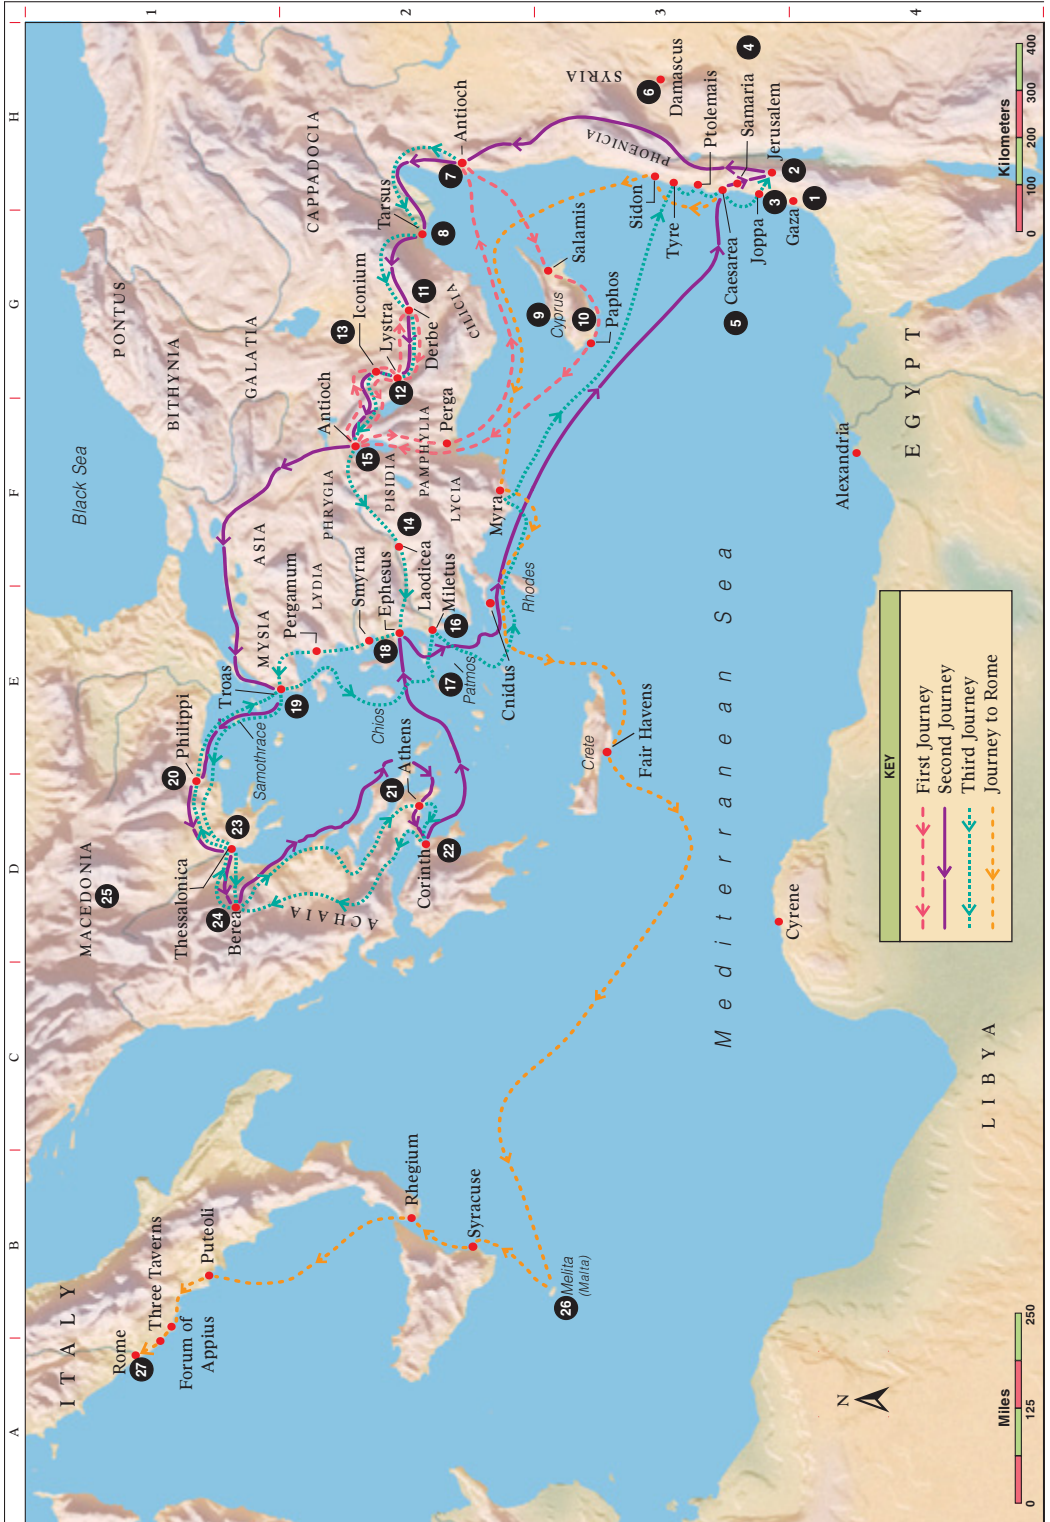 A
B
C
D
E
F
G
H
1
2
3
4
ITALY
Rome
27
Three Taverns
Forum of
Appius
Puteoli
Rhegium
Syracuse
26
Melita
(Malta)
MACEDONIA
25
Thessalonica
23
24
Berea
20
Philippi
Samothrace
Troas
19
ACHAIA
Corinth
22
Athens
21
Chios
Black Sea
BITHYNIA
PONTUS
GALATIA
CAPPADOCIA
MYSIA
ASIA
Pergamum
LYDIA
PHRYGIA
Smyrna
Ephesus
18
Laodicea
14
Miletus
16
17
Patmos
Cnidus
Rhodes
PISIDIA
PAMPHYLIA
LYCIA
Antioch
15
Perga
Myra
Iconium
13
Lystra
12
Derbe
11
CILICIA
Tarsus
8
Antioch
7
Salamis
9
Cyprus
10
Paphos
SYRIA
PHOENICIA
6
Damascus
Sidon
Tyre
Ptolemais
Samaria
4
5
Caesarea
Joppa
3
Jerusalem
2
Gaza
1
Crete
Fair Havens
Mediterranean Sea
Cyrene
LIBYA
Alexandria
EGYPT
KEY
First Journey
Second Journey
Third Journey
Journey to Rome
N
Miles
0 125 250
Kilometers
0 100 200 300 400